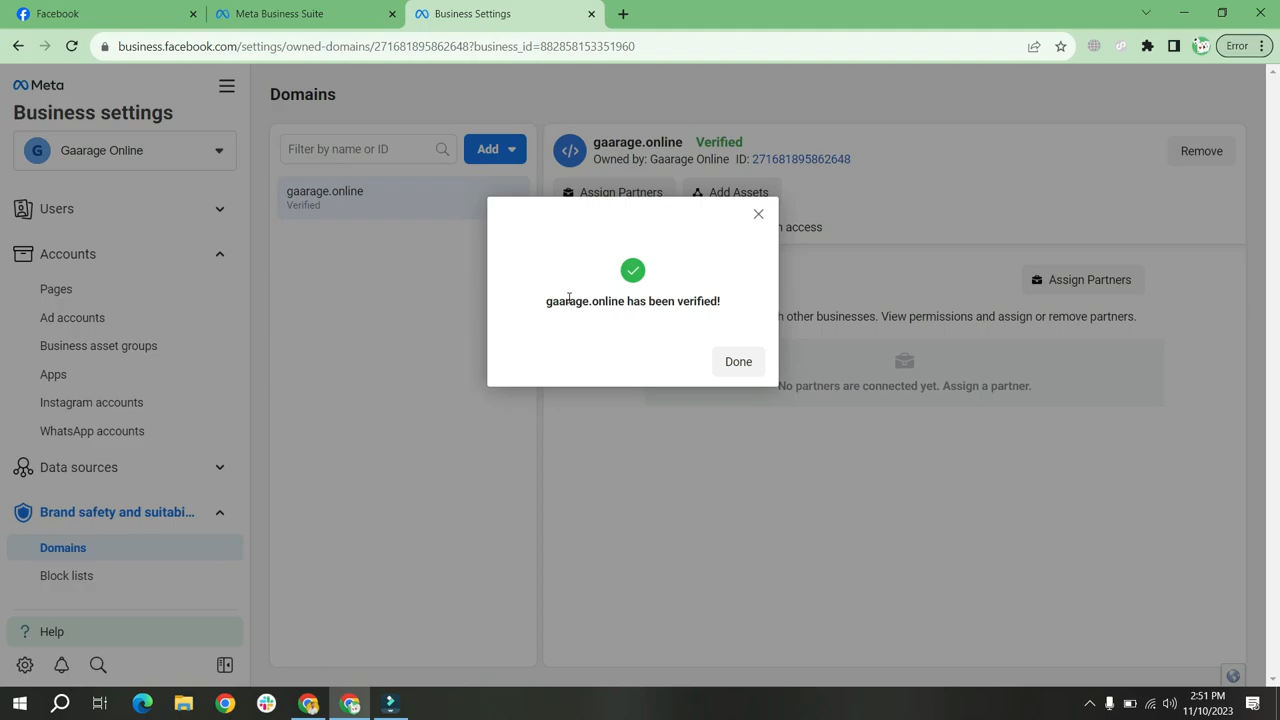 Facebook
Meta Business Suite
Business Settings
business.facebook.com/settings/owned-domains/271681895862648?business_id=882858153351960
Error
Meta
Business settings
G
Gaarage Online
Users
Accounts
Pages
Ad accounts
Business asset groups
Apps
Instagram accounts
WhatsApp accounts
Data sources
Brand safety and suitabi...
Domains
Block lists
Help
Domains
Filter by name or ID
Add
gaarage.online
Verified
gaarage.online Verified
Owned by: Gaarage Online ID: 271681895862648
Remove
Assign Partners
Add Assets
access
Assign Partners
other businesses. View permissions and assign or remove partners.
No partners are connected yet. Assign a partner.
gaarage.online has been verified!
Done
2:51 PM
11/10/2023